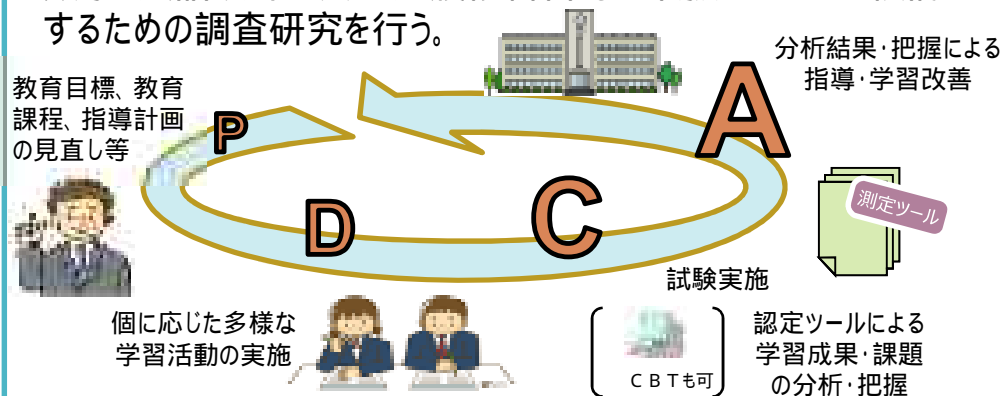 するための調査研究を行う。
分析結果・把握による
指導・学習改善
教育目標、教育
課程、指導計画
の見直し等
P
A
D
C
測定ツール
試験実施
個に応じた多様な
学習活動の実施
CBTも可
認定ツールによる
学習成果・課題
の分析・把握